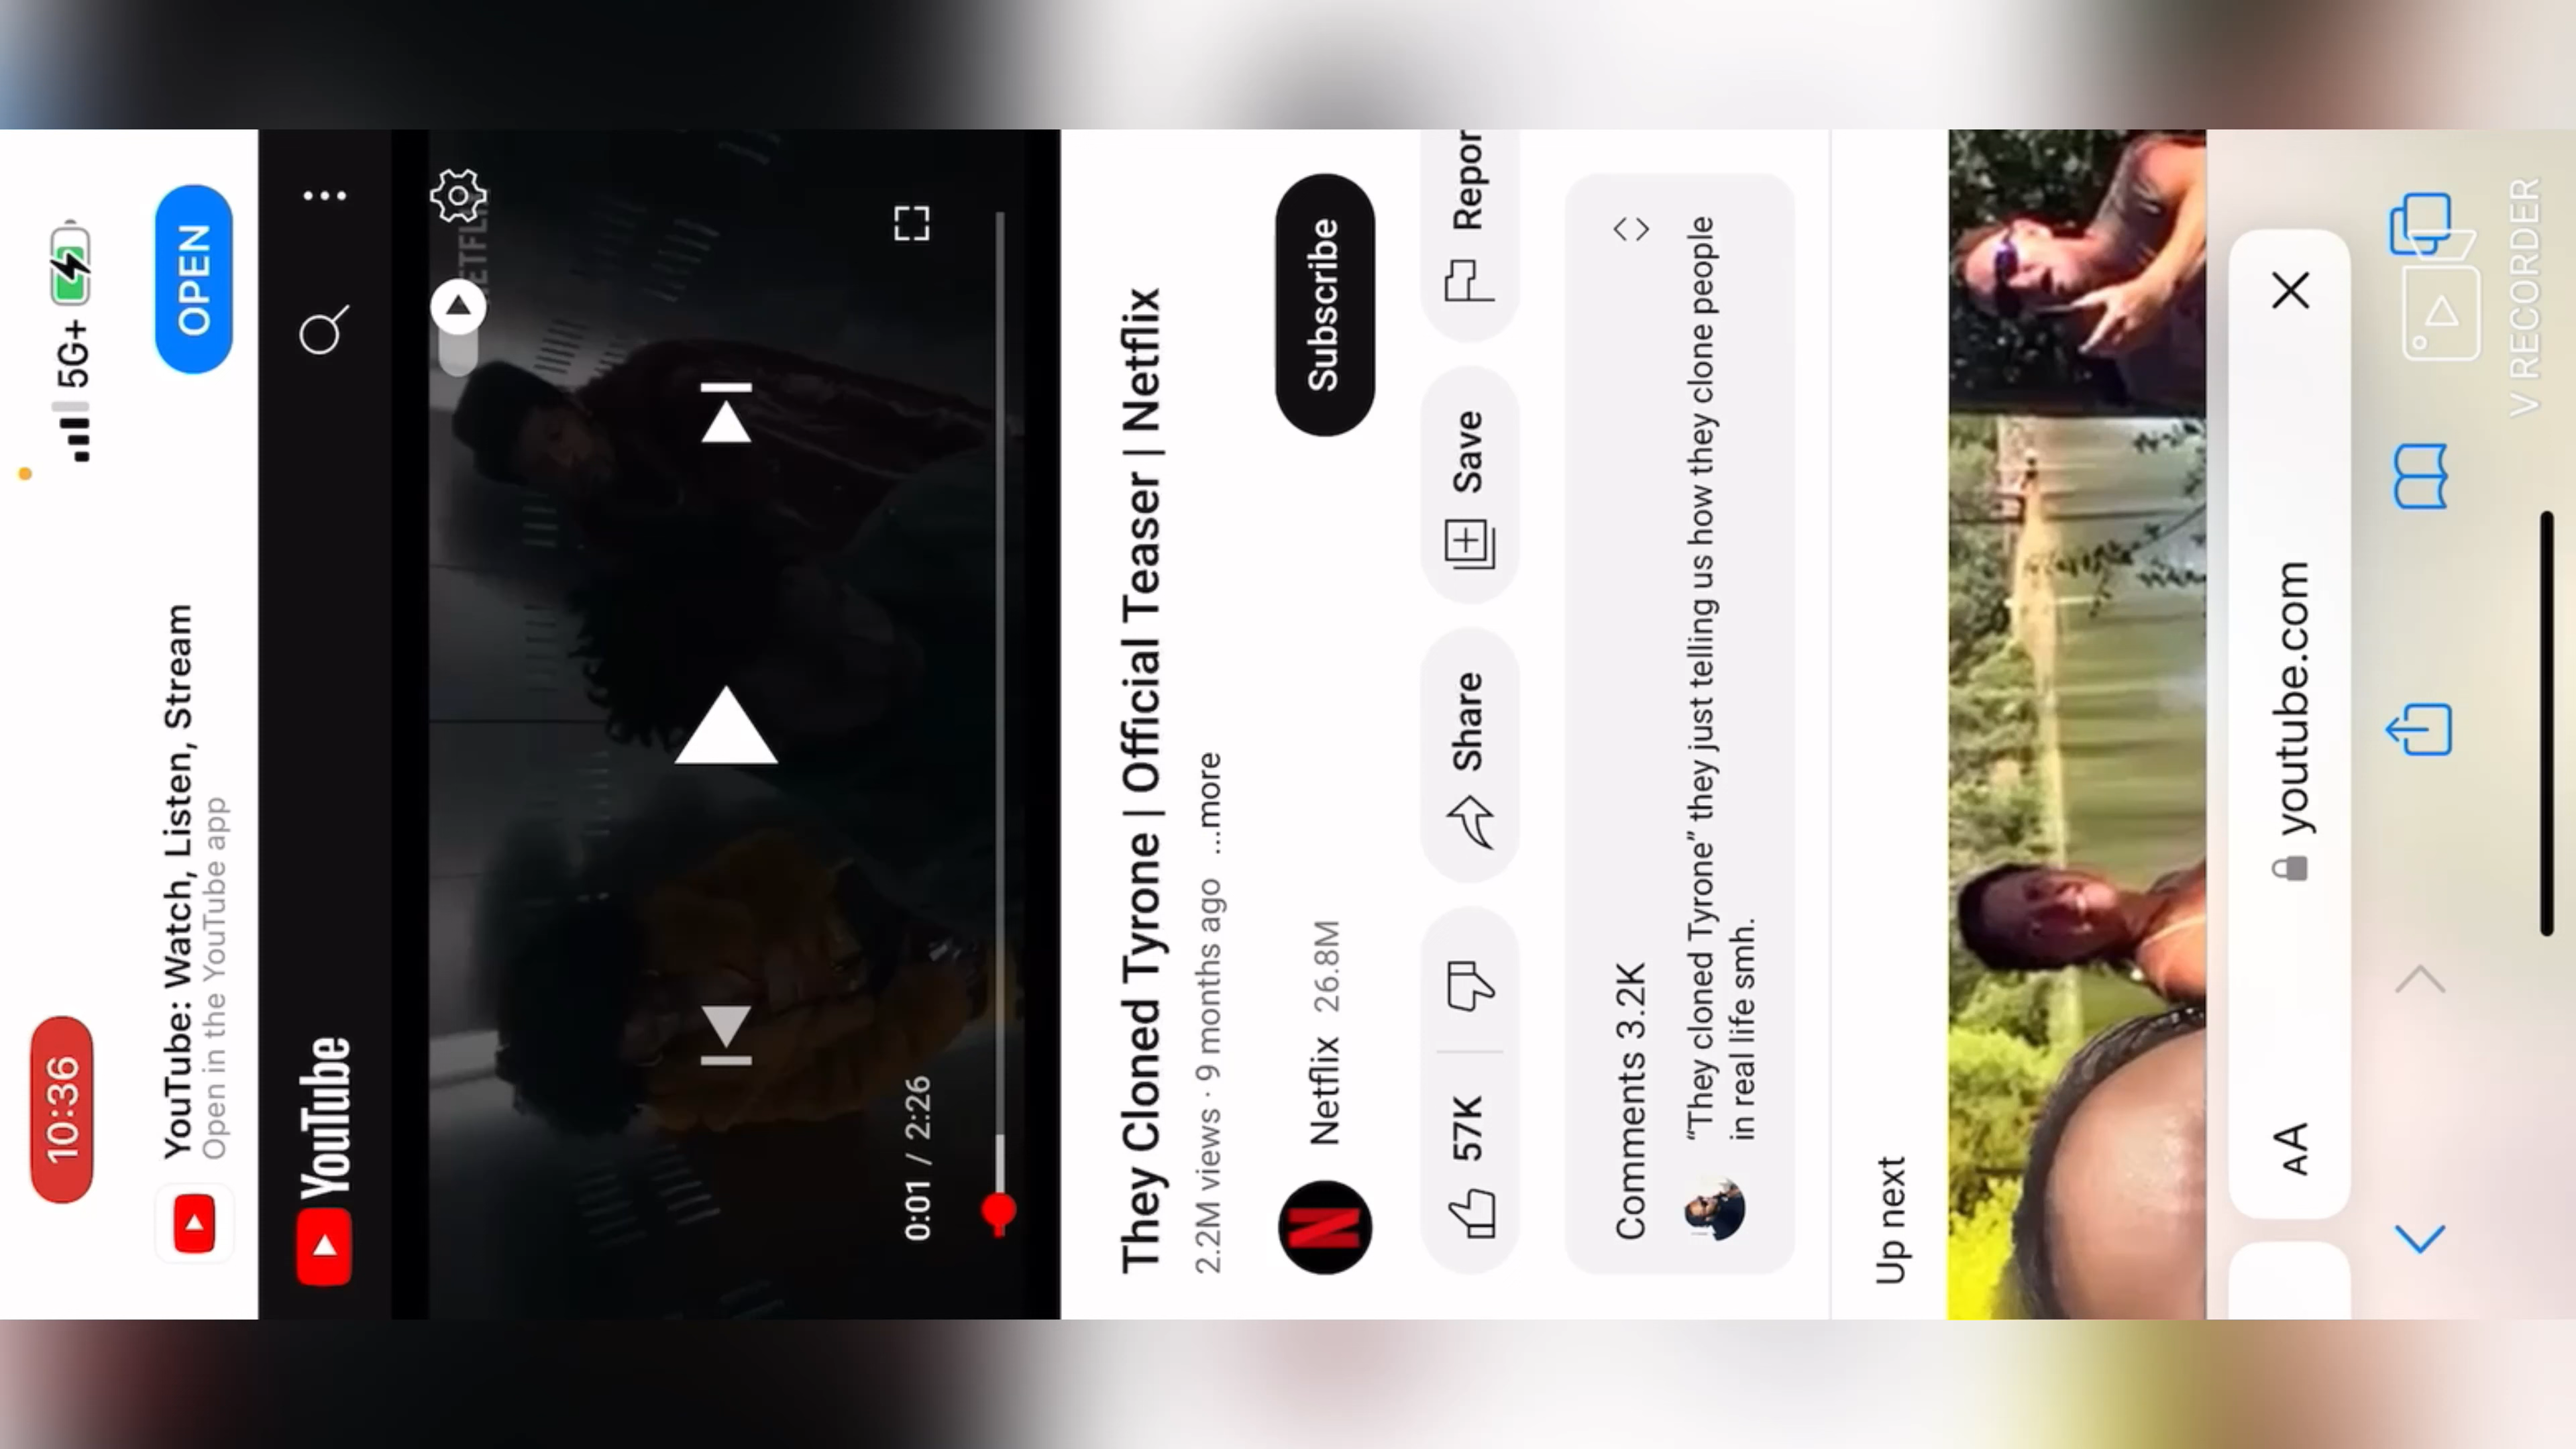 10:36
5G+
YouTube: Watch, Listen, Stream
Open in the YouTube app
OPEN
YouTube
NETFLIX
0:01 / 2:26
They Cloned Tyrone | Official Teaser | Netflix
2.2M views · 9 months ago ...more
Netflix 26.8M
Subscribe
57K
Share
Save
Repor
Comments 3.2K
“They cloned Tyrone” they just telling us how they clone people
in real life smh.
Up next
AA
youtube.com
V RECORDER